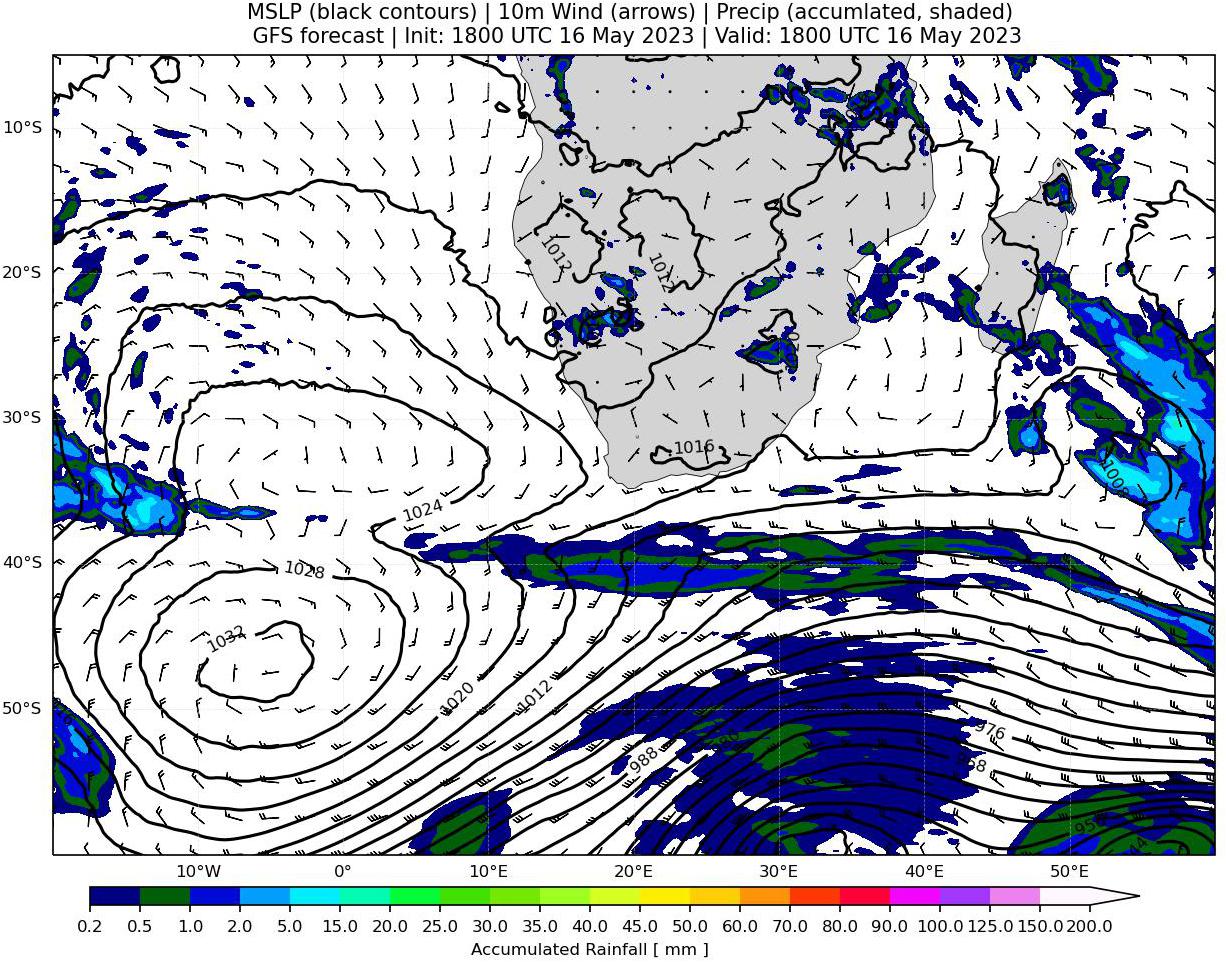 MSLP (black contours) | 10m Wind (arrows) | Precip (accumlated, shaded)
GFS forecast | Init: 1800 UTC 16 May 2023 | Valid: 1800 UTC 16 May 2023
10°S
1012
1012
20°S
30°S
1016
1008
1024
40°S
1028
1032
1020
1012
50°S
976
988
968
10°W 0° 10°E 20°E 30°E 40°E 50°E
0.2 0.5 1.0 2.0 5.0 10.0 15.0 20.0 25.0 30.0 35.0 40.0 45.0 50.0 60.0 70.0 80.0 90.0 100.0 125.0 150.0 200.0
Accumulated Rainfall [ mm ]